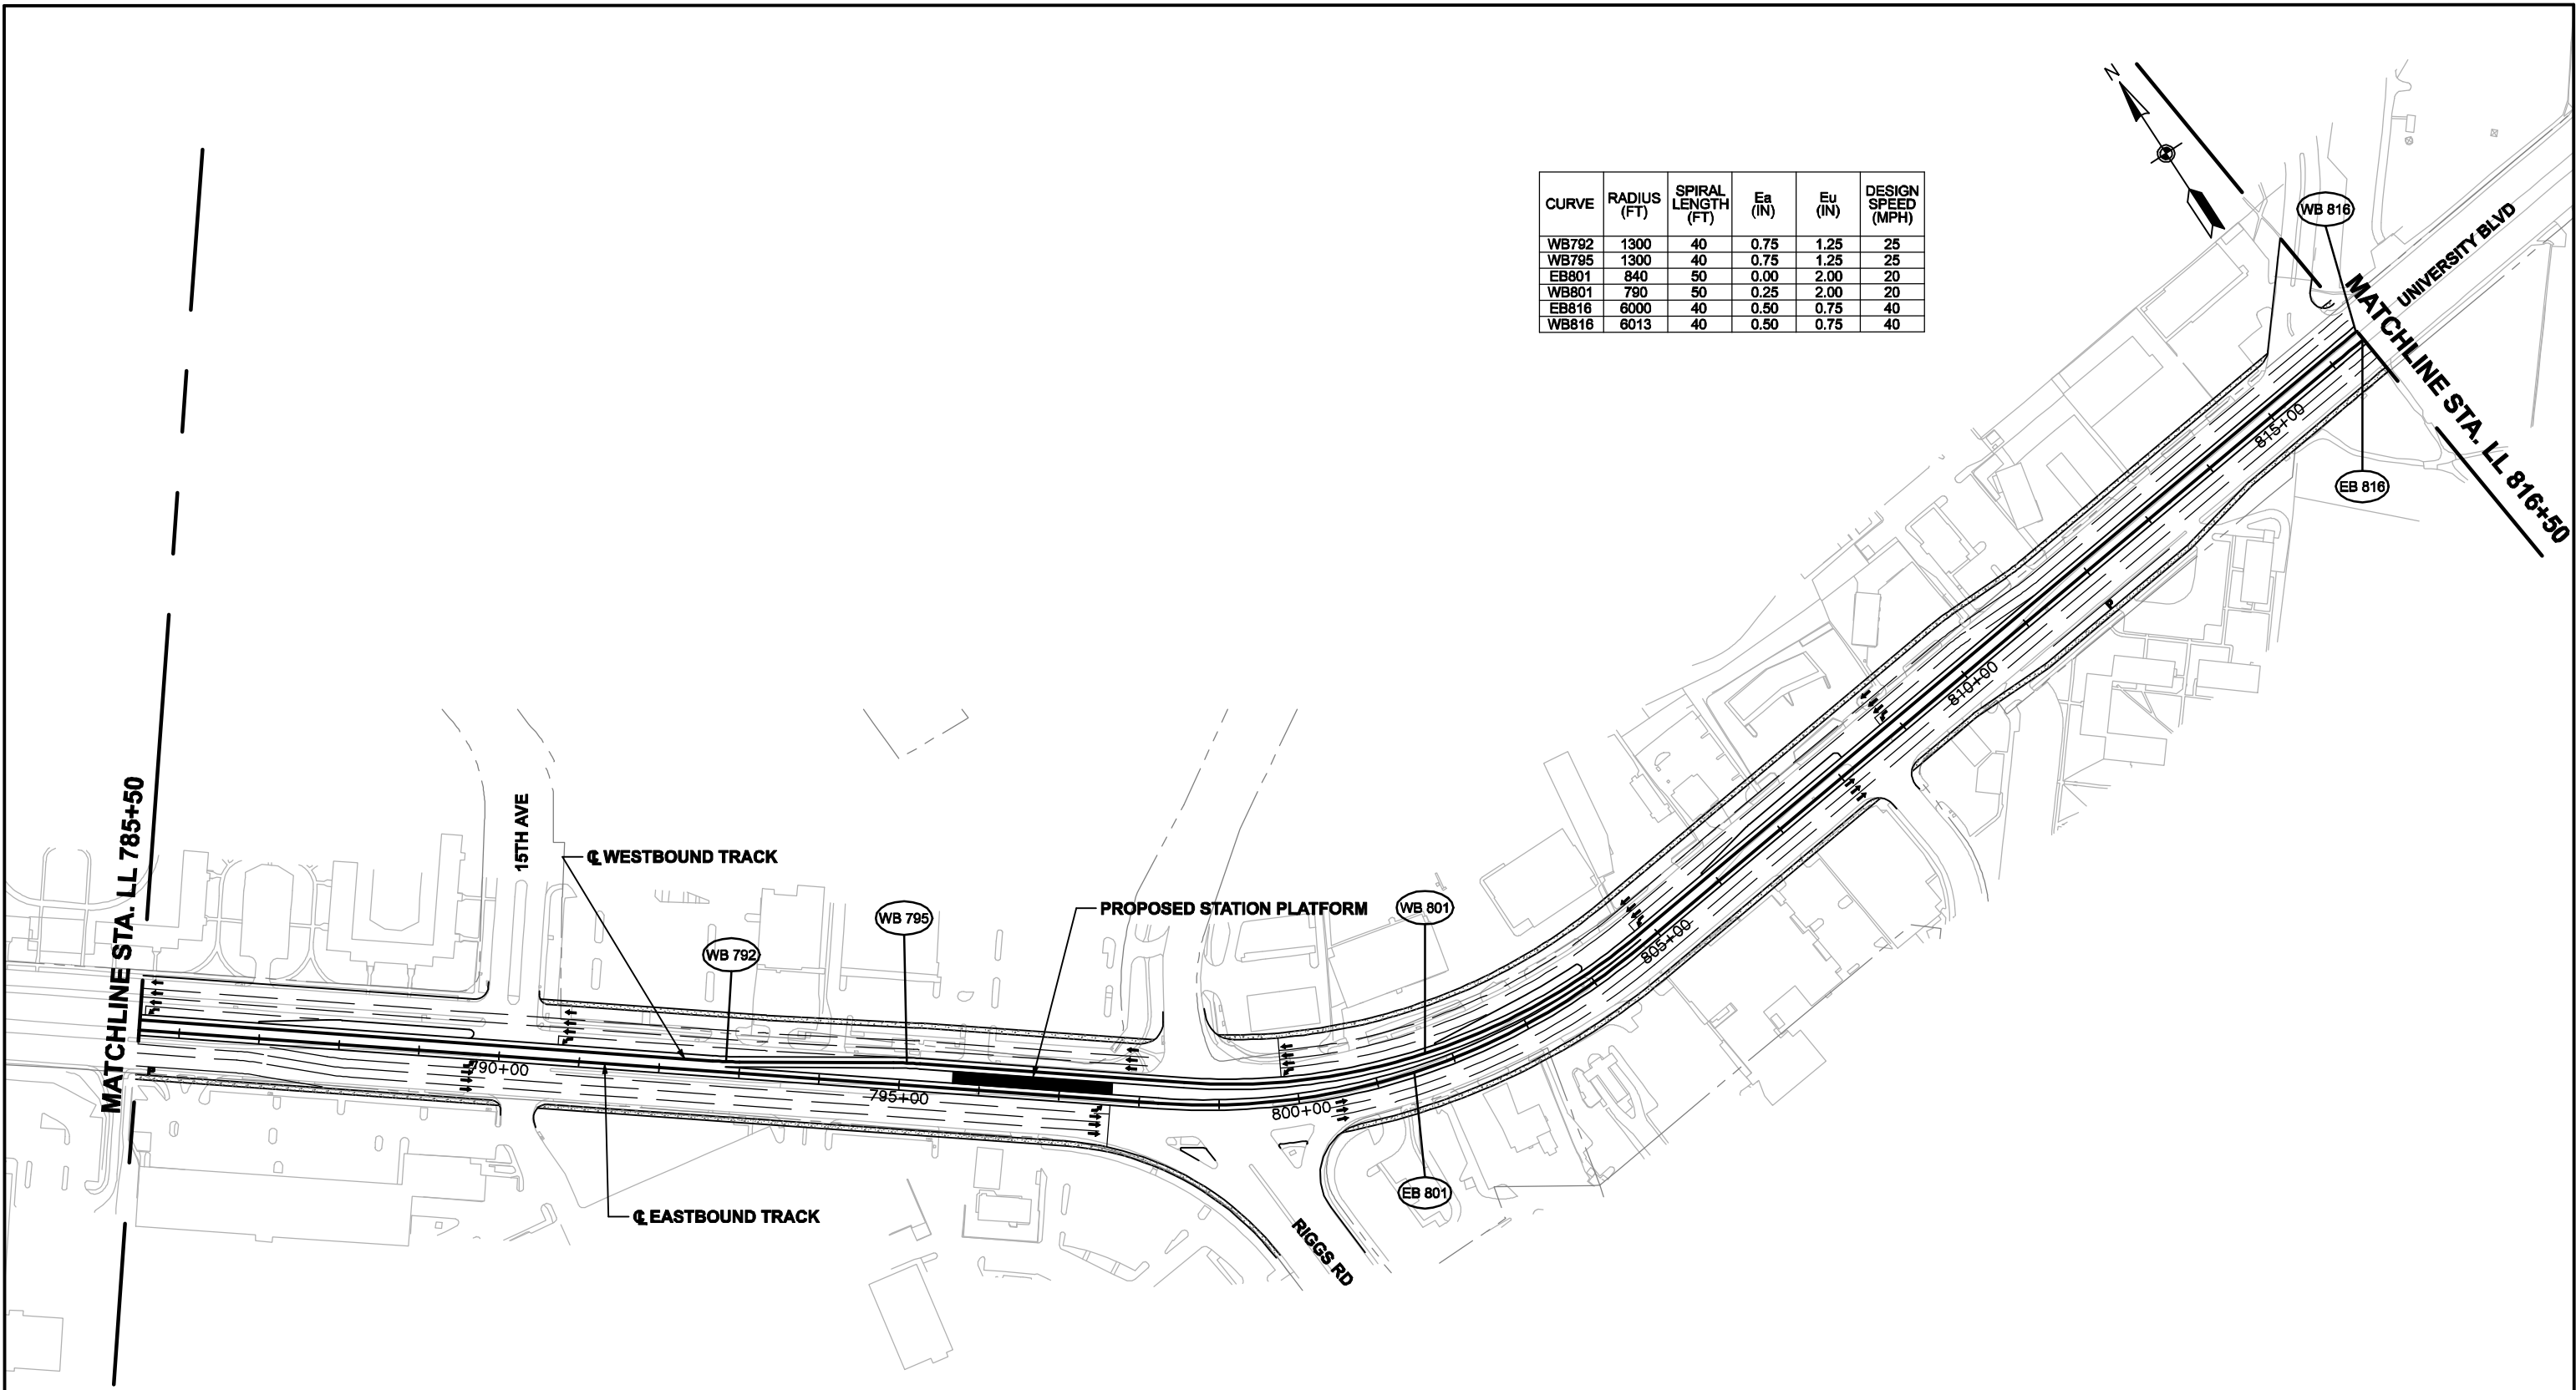 N
CURVE RADIUS (FT) SPIRAL LENGTH (FT) Ea (IN) Eu (IN) DESIGN SPEED (MPH)
WB792 1300 40 0.75 1.25 25
WB795 1300 40 0.75 1.25 25
EB801 840 50 0.00 2.00 20
WB801 790 50 0.25 2.00 20
EB816 6000 40 0.50 0.75 40
WB816 6013 40 0.50 0.75 40
WB 816
UNIVERSITY BLVD
MATCHLINE STA. LL 816+50
815+00
EB 816
P
810+00
MATCHLINE STA. LL 785+50
15TH AVE
℄ WESTBOUND TRACK
WB 795
PROPOSED STATION PLATFORM
WB 801
WB 792
805+00
790+00
P
795+00
800+00
EB 801
℄ EASTBOUND TRACK
RIGGS RD